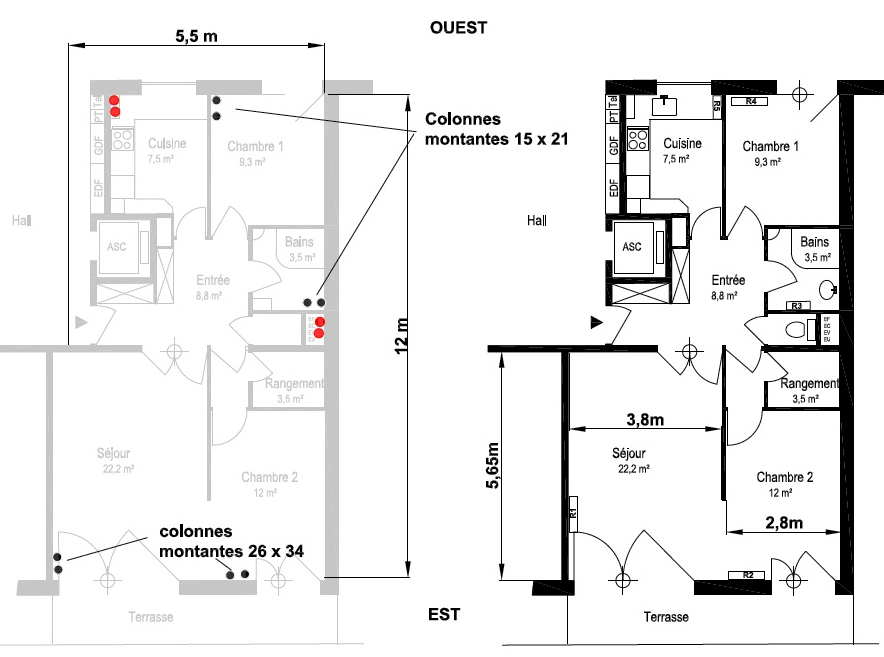 OUEST
5,5 m
Tel
PT
GDF
EDF
Cuisine
7,5 m²
Chambre 1
9,3 m²
Colonnes
montantes 15 x 21
Hall
ASC
Bains
3,5 m²
Entrée
8,8 m²
12 m
Rangement
3,5 m²
Séjour
22,2 m²
Chambre 2
12 m²
colonnes
montantes 26 x 34
Terrasse
EST
Tel
PT
GDF
EDF
R5
R4
Cuisine
7,5 m²
Chambre 1
9,3 m²
Hall
ASC
Bains
3,5 m²
Entrée
8,8 m²
R3
EF
EC
EV
EU
Rangement
3,5 m²
3,8m
5,65m
Séjour
22,2 m²
Chambre 2
12 m²
R1
2,8m
R2
Terrasse